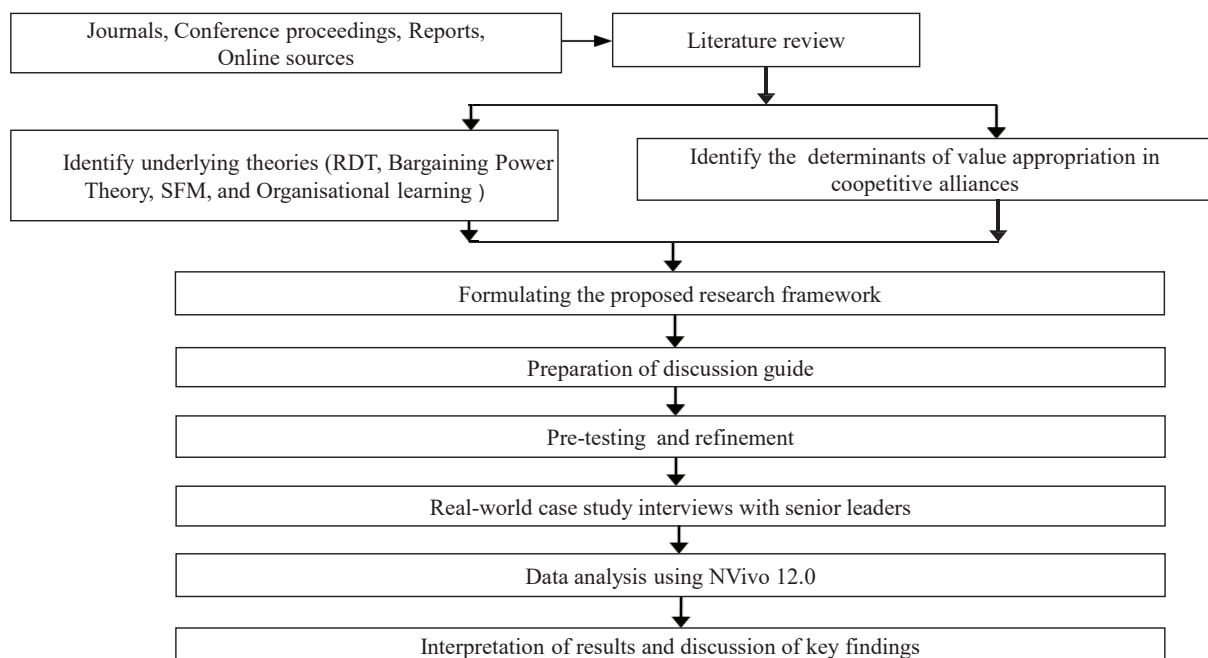 Journals, Conference proceedings, Reports,
Online sources
Literature review
Identify underlying theories (RDT, Bargaining Power
Theory, SFM, and Organisational learning )
Identify the determinants of value appropriation in
coopetitive alliances
Formulating the proposed research framework
Preparation of discussion guide
Pre-testing and refinement
Real-world case study interviews with senior leaders
Data analysis using NVivo 12.0
Interpretation of results and discussion of key findings